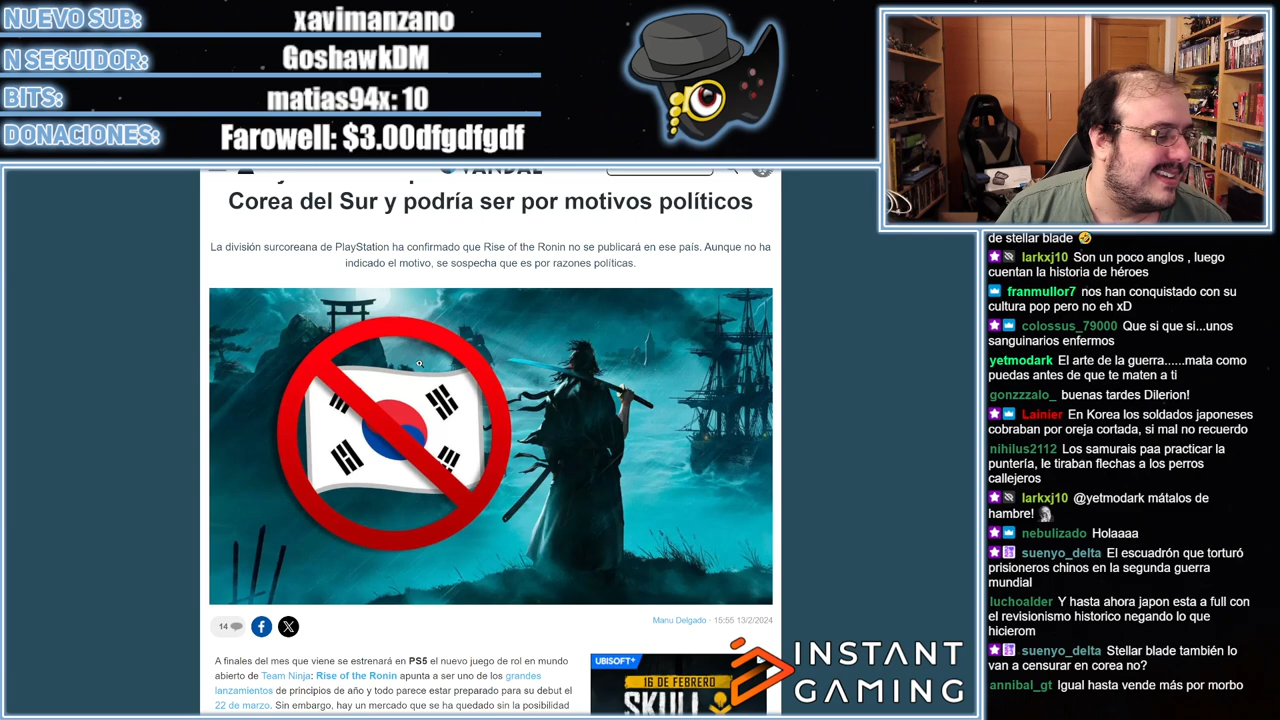 NUEVO SUB:
xavimanzano
N SEGUIDOR:
GoshawkDM
BITS:
matias94x: 10
DONACIONES:
Farowell: $3.00dfgdfgdf
VANDAL
Corea del Sur y podría ser por motivos políticos
La división surcoreana de PlayStation ha confirmado que Rise of the Ronin no se publicará en ese país. Aunque no ha
indicado el motivo, se sospecha que es por razones políticas.
14
Manu Delgado · 15:55 13/2/2024
A finales del mes que viene se estrenará en PS5 el nuevo juego de rol en mundo
abierto de Team Ninja: Rise of the Ronin apunta a ser uno de los grandes
lanzamientos de principios de año y todo parece estar preparado para su debut el
22 de marzo. Sin embargo, hay un mercado que se ha quedado sin la posibilidad
UBISOFT+
16 DE FEBRERO
SKULL
INSTANT
GAMING
de stellar blade 🤣
larkxj10 Son un poco anglos , luego
cuentan la historia de héroes
franmullor7 nos han conquistado con su
cultura pop pero no eh xD
colossus_79000 Que si que si...unos
sanguinarios enfermos
yetmodark El arte de la guerra......mata como
puedas antes de que te maten a ti
gonzzzalo_ buenas tardes Dilerion!
Lainier En Korea los soldados japoneses
cobraban por oreja cortada, si mal no recuerdo
nihilus2112 Los samurais paa practicar la
puntería, le tiraban flechas a los perros
callejeros
larkxj10 @yetmodark mátalos de
hambre!
nebulizado Holaaaa
suenyo_delta El escuadrón que torturó
prisioneros chinos en la segunda guerra
mundial
luchoalder Y hasta ahora japon esta a full con
el revisionismo historico negando lo que
hicierom
suenyo_delta Stellar blade también lo
van a censurar en corea no?
annibal_gt Igual hasta vende más por morbo